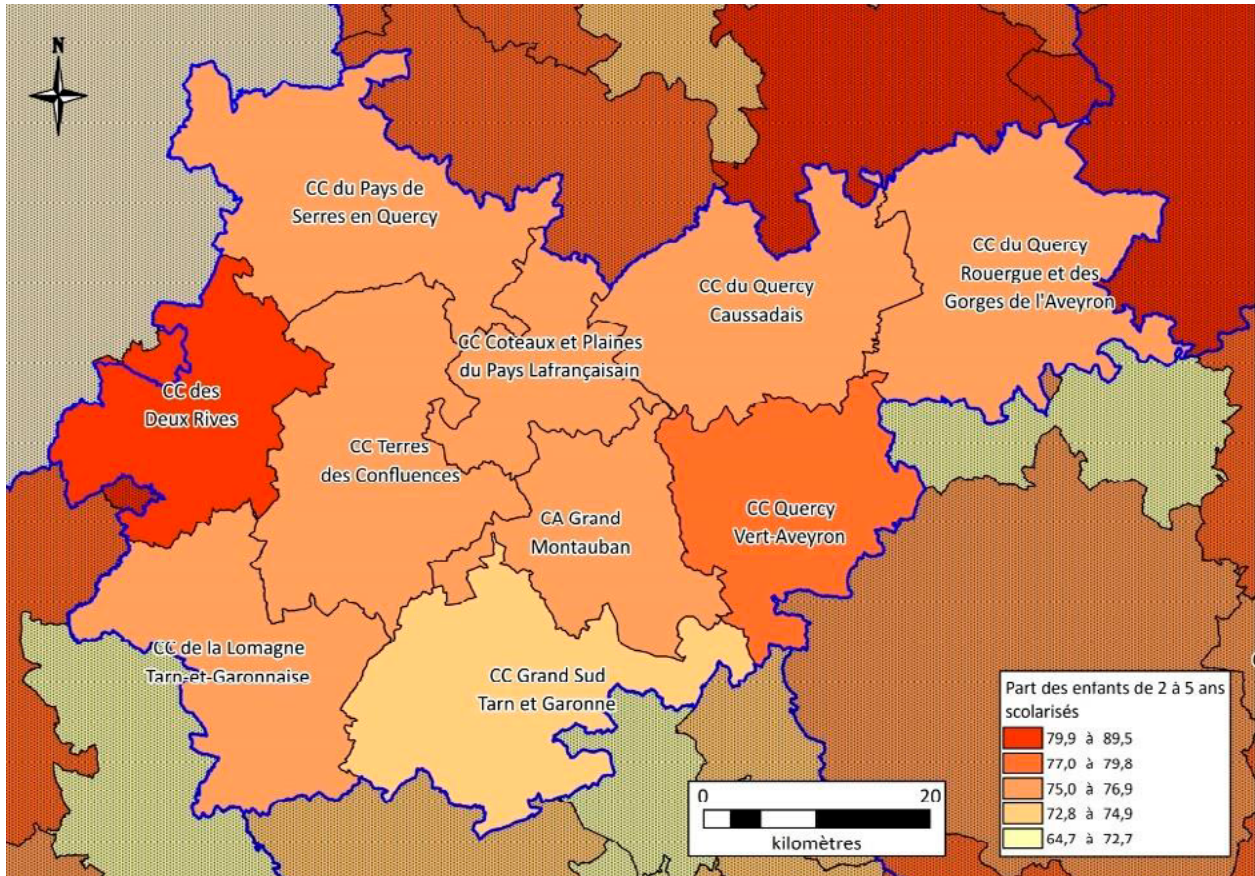 N
CC du Pays de
Serres en Quercy
CC du Quercy
Rouergue et des
Gorges de l'Aveyron
CC du Quercy
Caussadais
CC Coteaux et Plaines
du Pays Lafrançaisain
CC des
Deux Rives
CC Terres
des Confluences
CC Quercy
Vert-Aveyron
CA Grand
Montauban
CC de la Lomagne
Tarn-et-Garonnaise
CC Grand Sud
Tarn et Garonne
Part des enfants de 2 à 5 ans
scolarisés
79,9 à 89,5
77,0 à 79,8
75,0 à 76,9
72,8 à 74,9
64,7 à 72,7
0 20
kilomètres